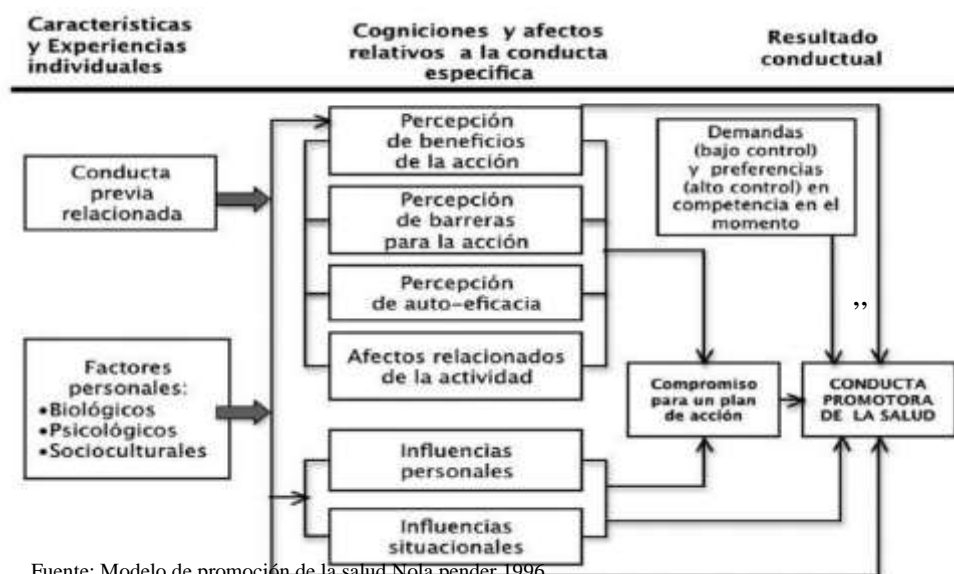 Características
y Experiencias
individuales
Cogniciones y afectos
relativos a la conducta
especifica
Resultado
conductual
Conducta
previa
relacionada
Factores
personales:
•Biológicos
•Psicológicos
•Socioculturales
Percepción
de beneficios
de la acción
Percepción
de barreras
para la acción
Percepción
de auto-eficacia
Afectos relacionados
de la actividad
Influencias
personales
Influencias
situacionales
Demandas
(bajo control)
y preferencias
(alto control) en
competencia en el
momento
”
Compromiso
para un plan
de acción
CONDUCTA
PROMOTORA
DE LA SALUD
Fuente: Modelo de promoción de la salud Nola pender 1996